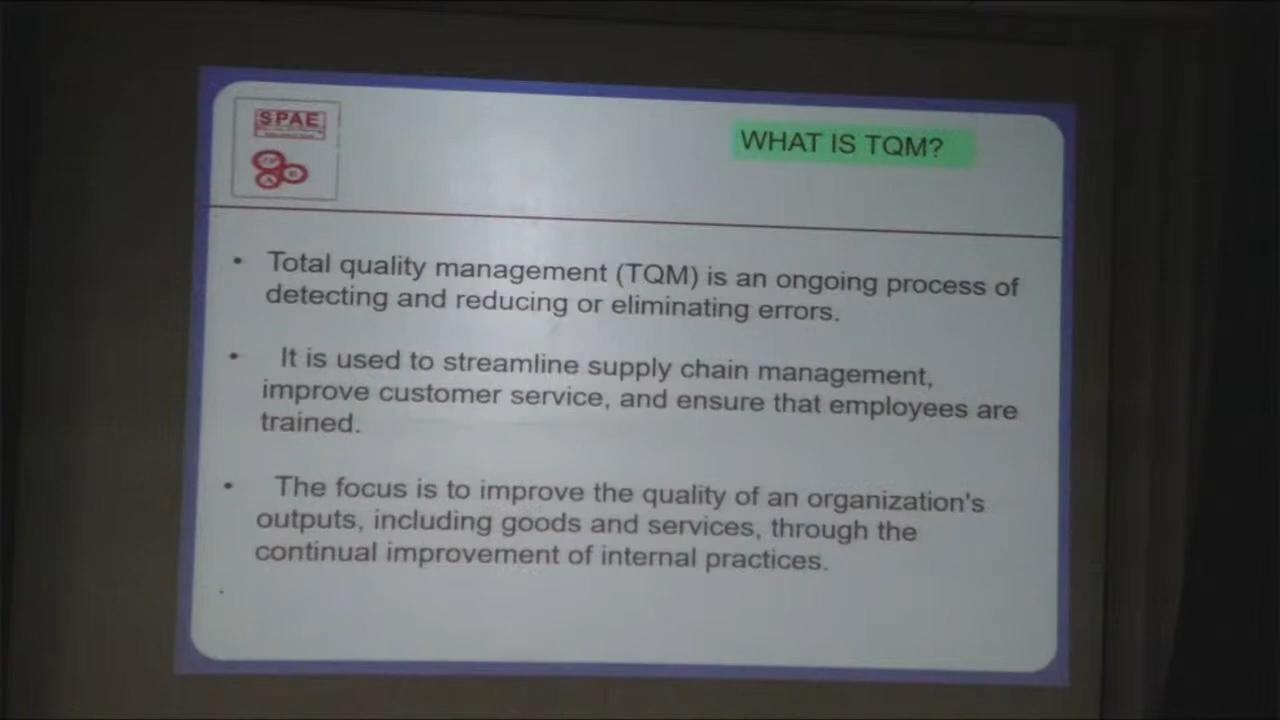 SPAE
WHAT IS TQM?
• Total quality management (TQM) is an ongoing process of
detecting and reducing or eliminating errors.
• It is used to streamline supply chain management,
improve customer service, and ensure that employees are
trained.
• The focus is to improve the quality of an organization's
outputs, including goods and services, through the
continual improvement of internal practices.